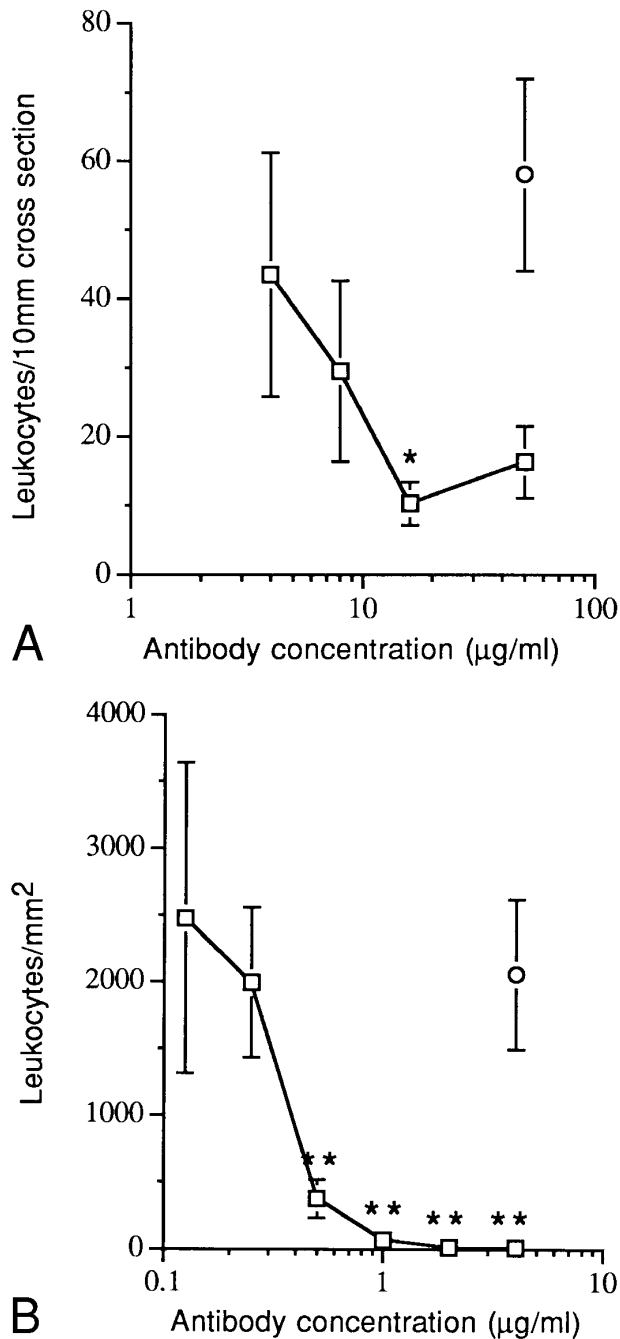 80
60
40
20
0
Leukocytes/10mm cross section
*
1 10 100
A Antibody concentration (μg/ml)
4000
3000
2000
1000
0
Leukocytes/mm²
** ** ** **
0.1 1 10
B Antibody concentration (μg/ml)